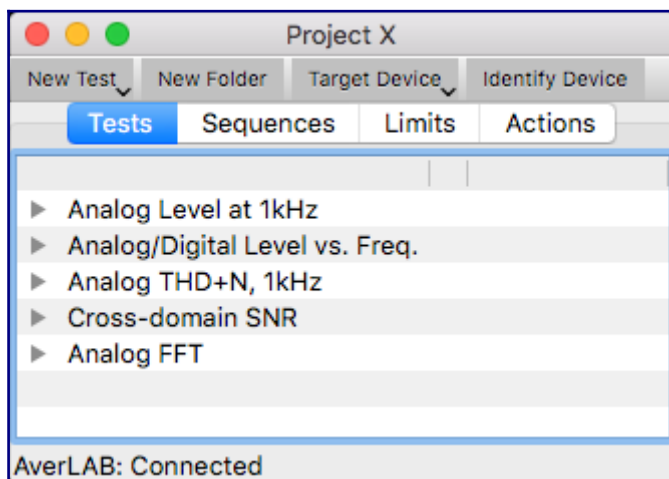 Project X
New Test New Folder Target Device Identify Device
Tests Sequences Limits Actions
Analog Level at 1kHz
Analog/Digital Level vs. Freq.
Analog THD+N, 1kHz
Cross-domain SNR
Analog FFT
AverLAB: Connected